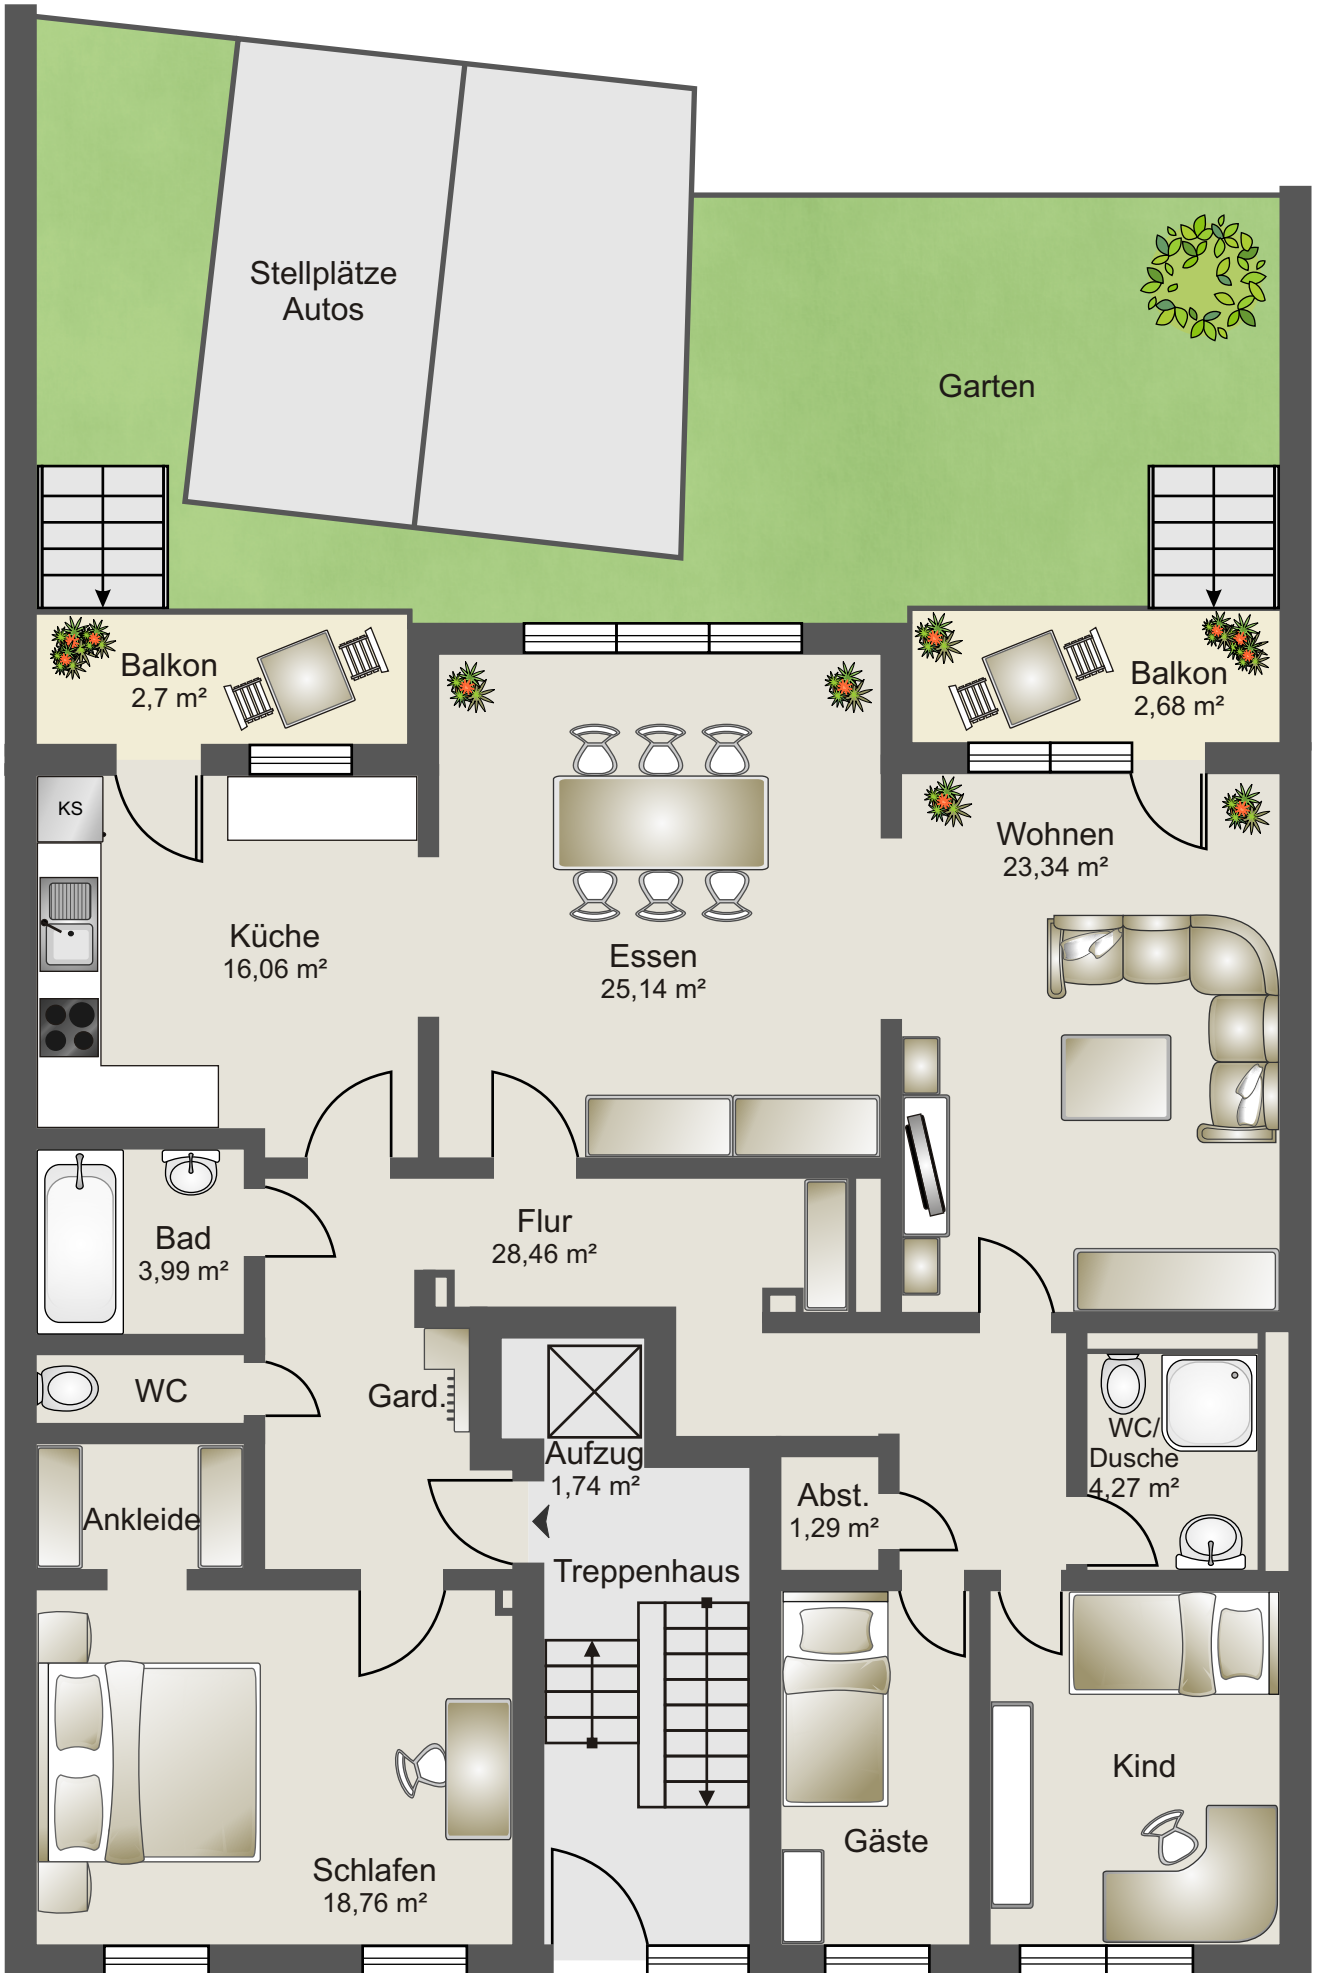 Stellplätze
Autos
Garten
Balkon
2,7 m²
Balkon
2,68 m²
KS
Wohnen
23,34 m²
Küche
16,06 m²
Essen
25,14 m²
Flur
28,46 m²
Bad
3,99 m²
WC
Gard.
Aufzug
1,74 m²
WC/
Dusche
4,27 m²
Abst.
1,29 m²
Ankleide
Treppenhaus
Kind
Gäste
Schlafen
18,76 m²